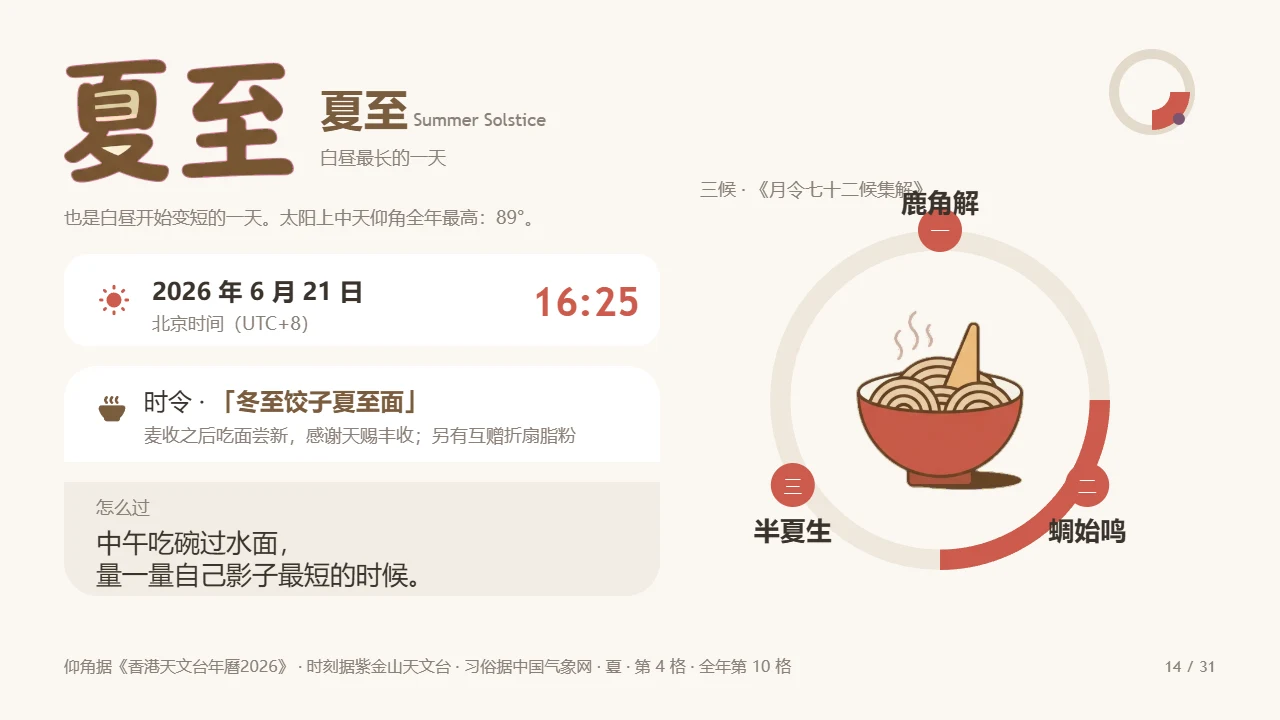 夏至
夏至 Summer Solstice
白昼最长的一天
也是白昼开始变短的一天。太阳上中天仰角全年最高：89°。
2026 年 6 月 21 日
北京时间（UTC+8）
16:25
时令 · 「冬至饺子夏至面」
麦收之后吃面尝新，感谢天赐丰收；另有互赠折扇脂粉
怎么过
中午吃碗过水面，
量一量自己影子最短的时候。
三候 · 《月令七十二候集解》
鹿角解
一
二
蜩始鸣
三
半夏生
仰角据《香港天文台年曆2026》 · 时刻据紫金山天文台 · 习俗据中国气象网 · 夏 · 第 4 格 · 全年第 10 格
14 / 31